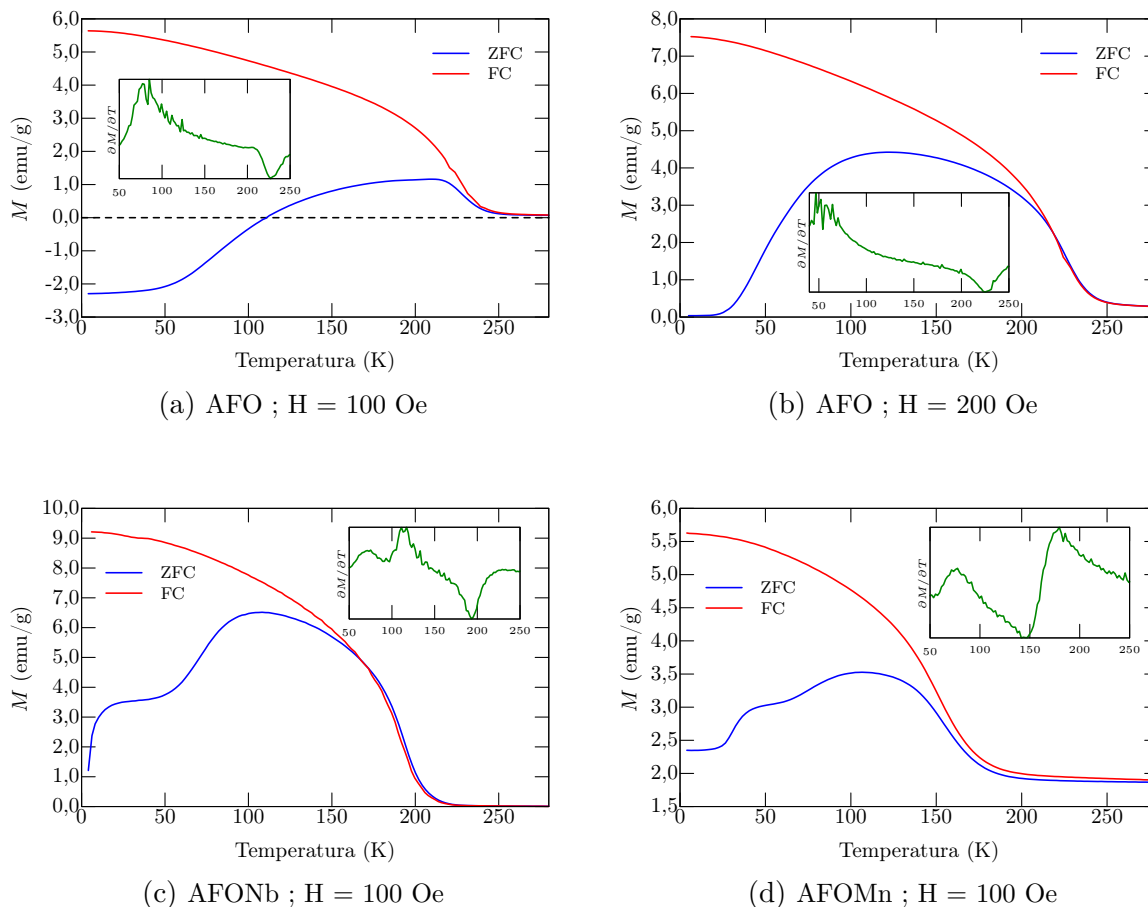 6,0
5,0
4,0
3,0
2,0
1,0
0,0
-1,0
-2,0
-3,0
M (emu/g)
0 50 100 150 200 250
Temperatura (K)
ZFC
FC
∂M/∂T
50 100 150 200 250
(a) AFO ; H = 100 Oe
8,0
7,0
6,0
5,0
4,0
3,0
2,0
1,0
0,0
M (emu/g)
0 50 100 150 200 250
Temperatura (K)
ZFC
FC
∂M/∂T
50 100 150 200 250
(b) AFO ; H = 200 Oe
10,0
9,0
8,0
7,0
6,0
5,0
4,0
3,0
2,0
1,0
0,0
M (emu/g)
0 50 100 150 200 250
Temperatura (K)
ZFC
FC
∂M/∂T
50 100 150 200 250
(c) AFONb ; H = 100 Oe
6,0
5,5
5,0
4,5
4,0
3,5
3,0
2,5
2,0
1,5
M (emu/g)
0 50 100 150 200 250
Temperatura (K)
ZFC
FC
∂M/∂T
50 100 150 200 250
(d) AFOMn ; H = 100 Oe